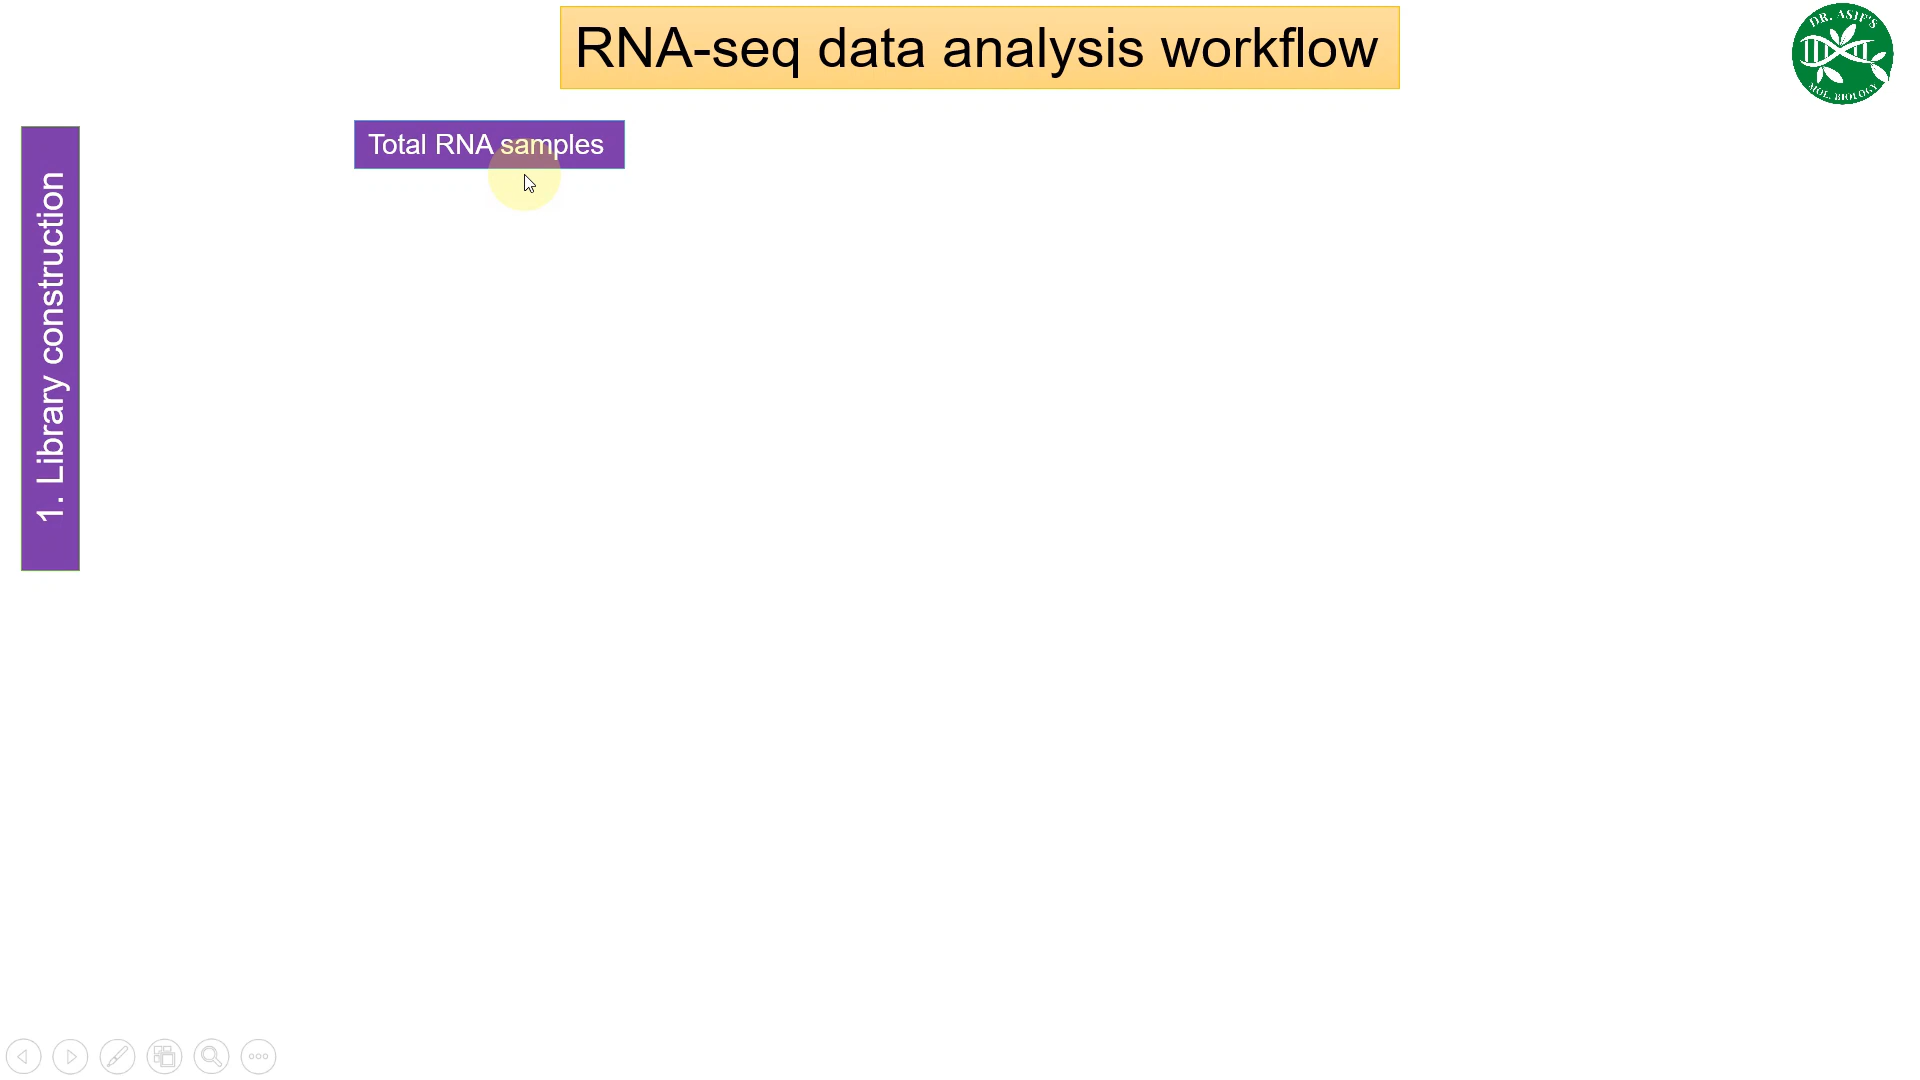 RNA-seq data analysis workflow
DR. ASIF'S
MOL. BIOLOGY
Total RNA samples
1. Library construction